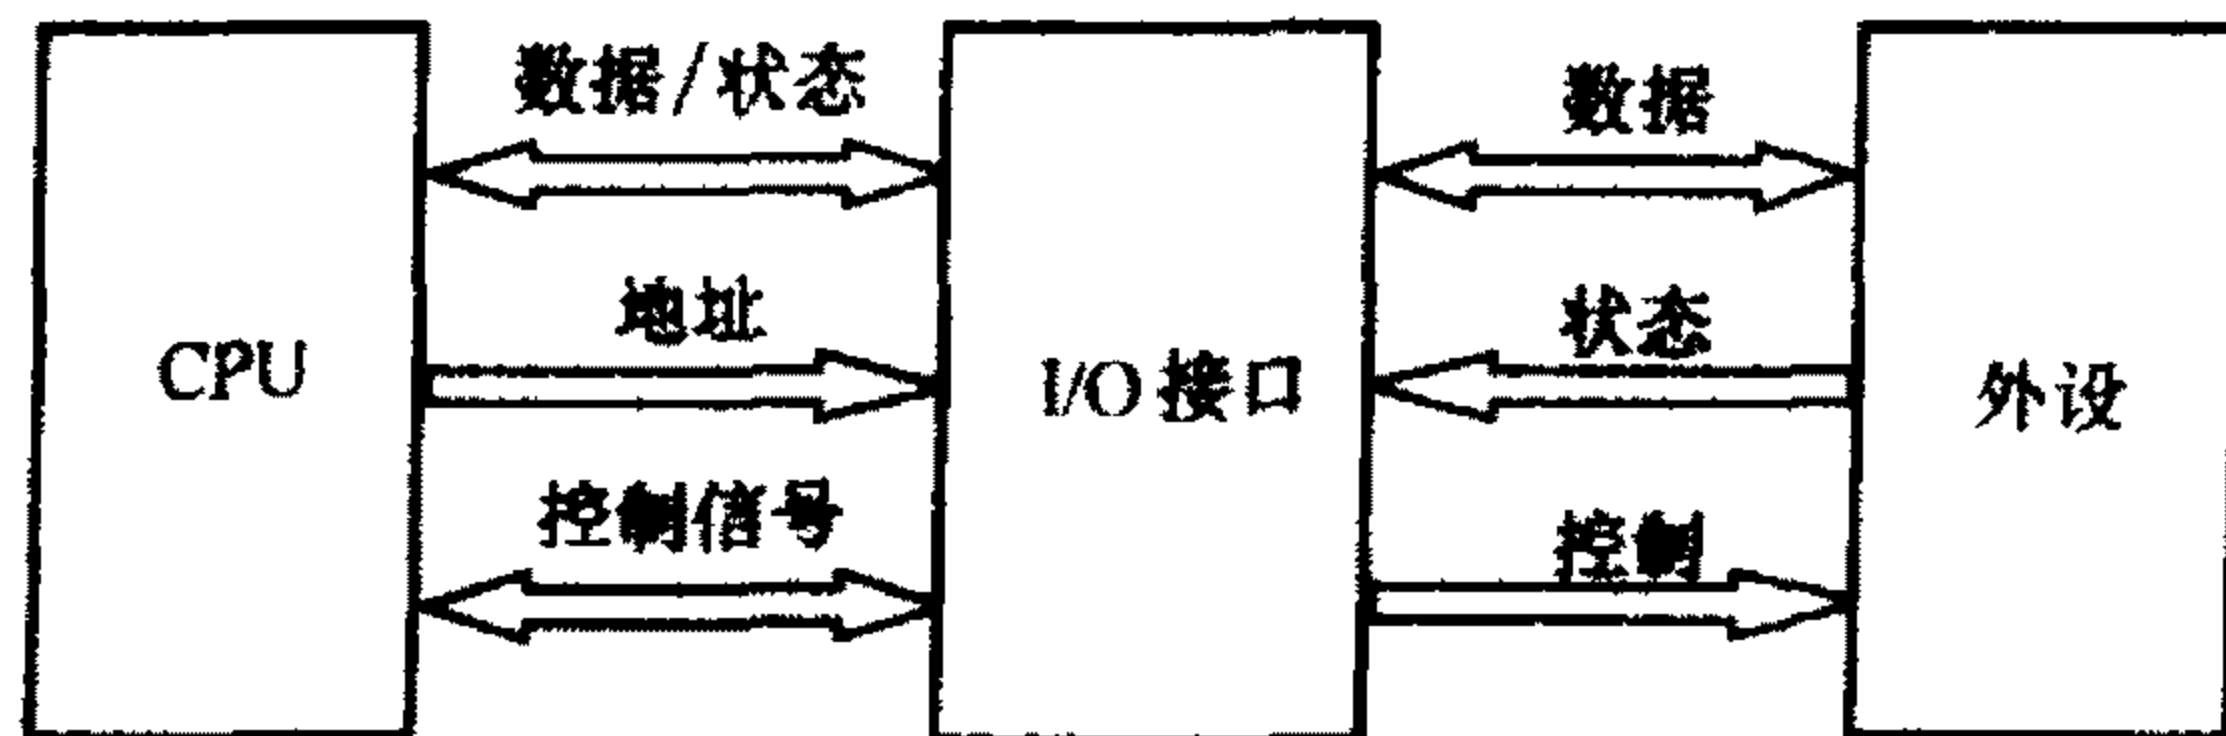 数据/状态
数据
地址
状态
CPU
I/O 接口
外设
控制信号
控制